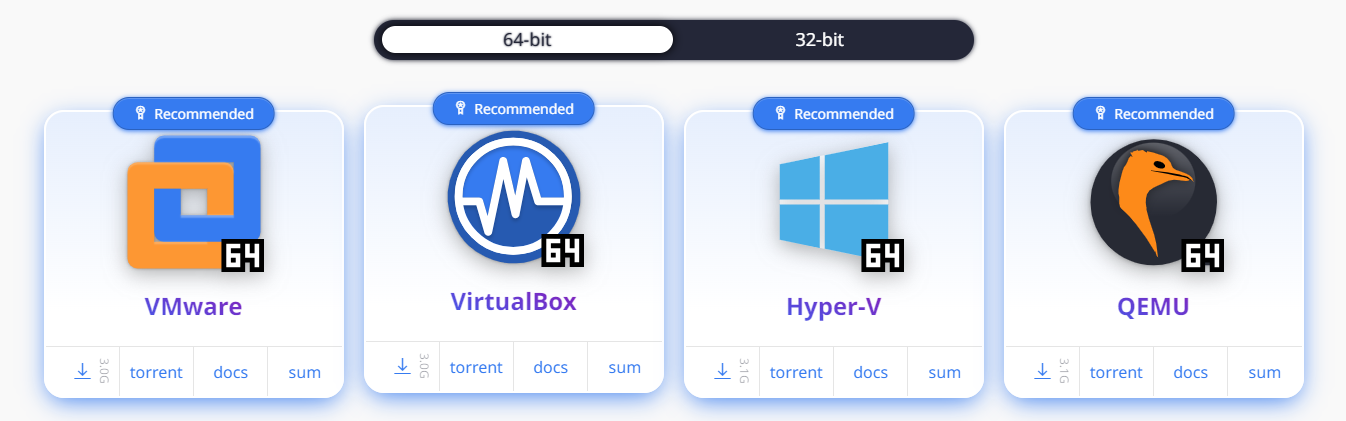 64-bit 32-bit
Recommended Recommended Recommended Recommended
64 64 64 64
VMware VirtualBox Hyper-V QEMU
3.0G torrent docs sum 3.0G torrent docs sum 3.1G torrent docs sum 3.1G torrent docs sum